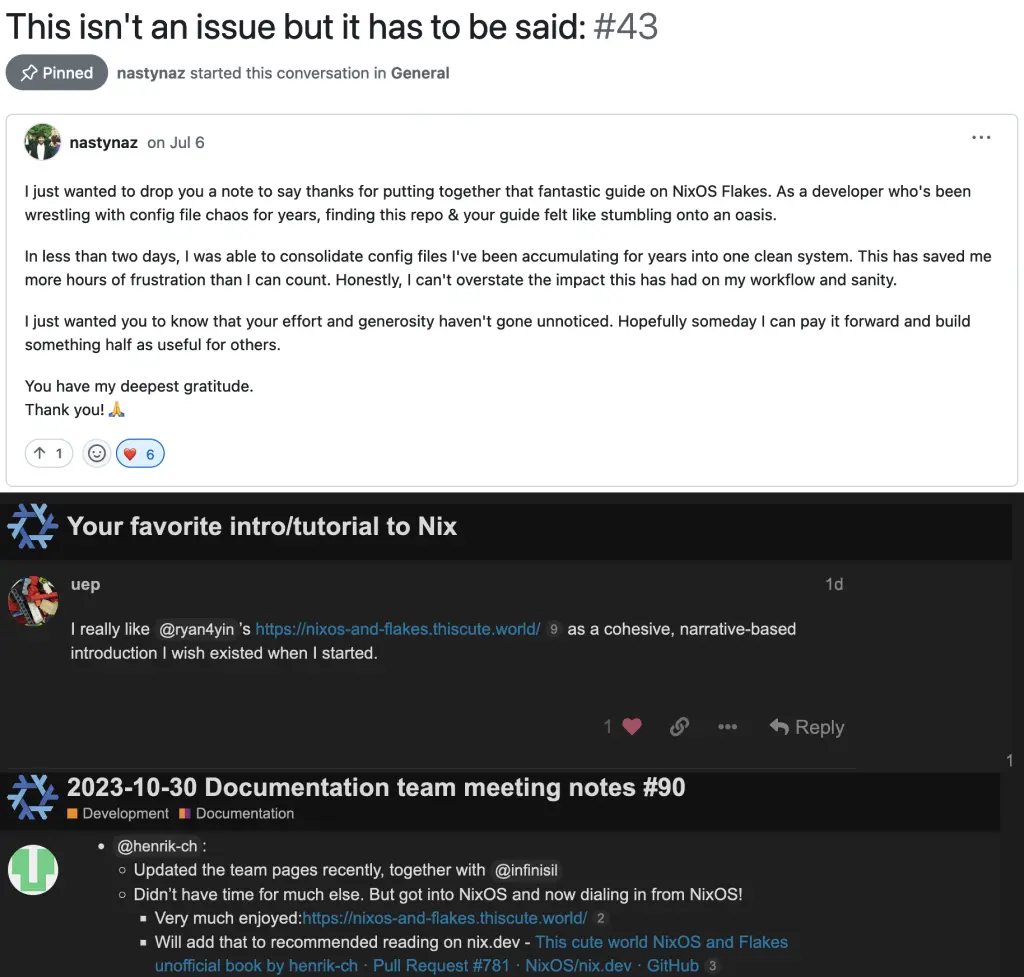 This isn't an issue but it has to be said: #43
Pinned nastynaz started this conversation in General
nastynaz on Jul 6
I just wanted to drop you a note to say thanks for putting together that fantastic guide on NixOS Flakes. As a developer who's been
wrestling with config file chaos for years, finding this repo & your guide felt like stumbling onto an oasis.
In less than two days, I was able to consolidate config files I've been accumulating for years into one clean system. This has saved me
more hours of frustration than I can count. Honestly, I can't overstate the impact this has had on my workflow and sanity.
I just wanted you to know that your effort and generosity haven't gone unnoticed. Hopefully someday I can pay it forward and build
something half as useful for others.
You have my deepest gratitude.
Thank you! 🙏
↑ 1 ❤️ 6
Your favorite intro/tutorial to Nix
uep 1d
I really like @ryan4yin 's https://nixos-and-flakes.thiscute.world/ 9 as a cohesive, narrative-based
introduction I wish existed when I started.
1 Reply
1
2023-10-30 Documentation team meeting notes #90
Development Documentation
• @henrik-ch :
◦ Updated the team pages recently, together with @infinisil
◦ Didn't have time for much else. But got into NixOS and now dialing in from NixOS!
▪ Very much enjoyed:https://nixos-and-flakes.thiscute.world/ 2
▪ Will add that to recommended reading on nix.dev - This cute world NixOS and Flakes
unofficial book by henrik-ch · Pull Request #781 · NixOS/nix.dev · GitHub 3